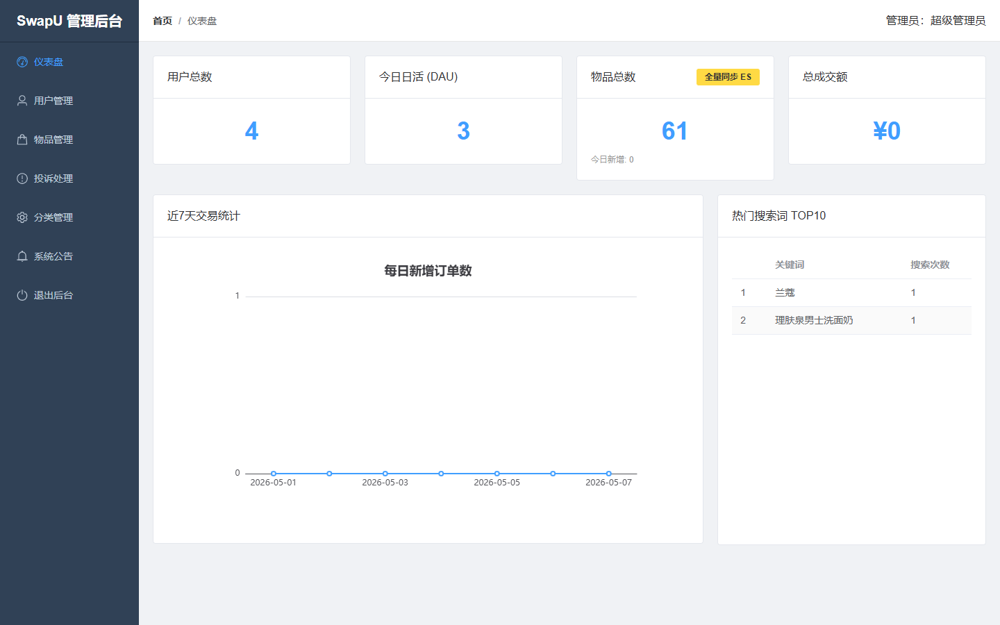 SwapU 管理后台
仪表盘
用户管理
物品管理
投诉处理
分类管理
系统公告
退出后台
首页 / 仪表盘
管理员：超级管理员
用户总数
4
今日日活 (DAU)
3
物品总数
全量同步 ES
61
今日新增: 0
总成交额
¥0
近7天交易统计
每日新增订单数
1
0
2026-05-01 2026-05-03 2026-05-05 2026-05-07
热门搜索词 TOP10
关键词 搜索次数
1 兰蔻 1
2 理肤泉男士洗面奶 1